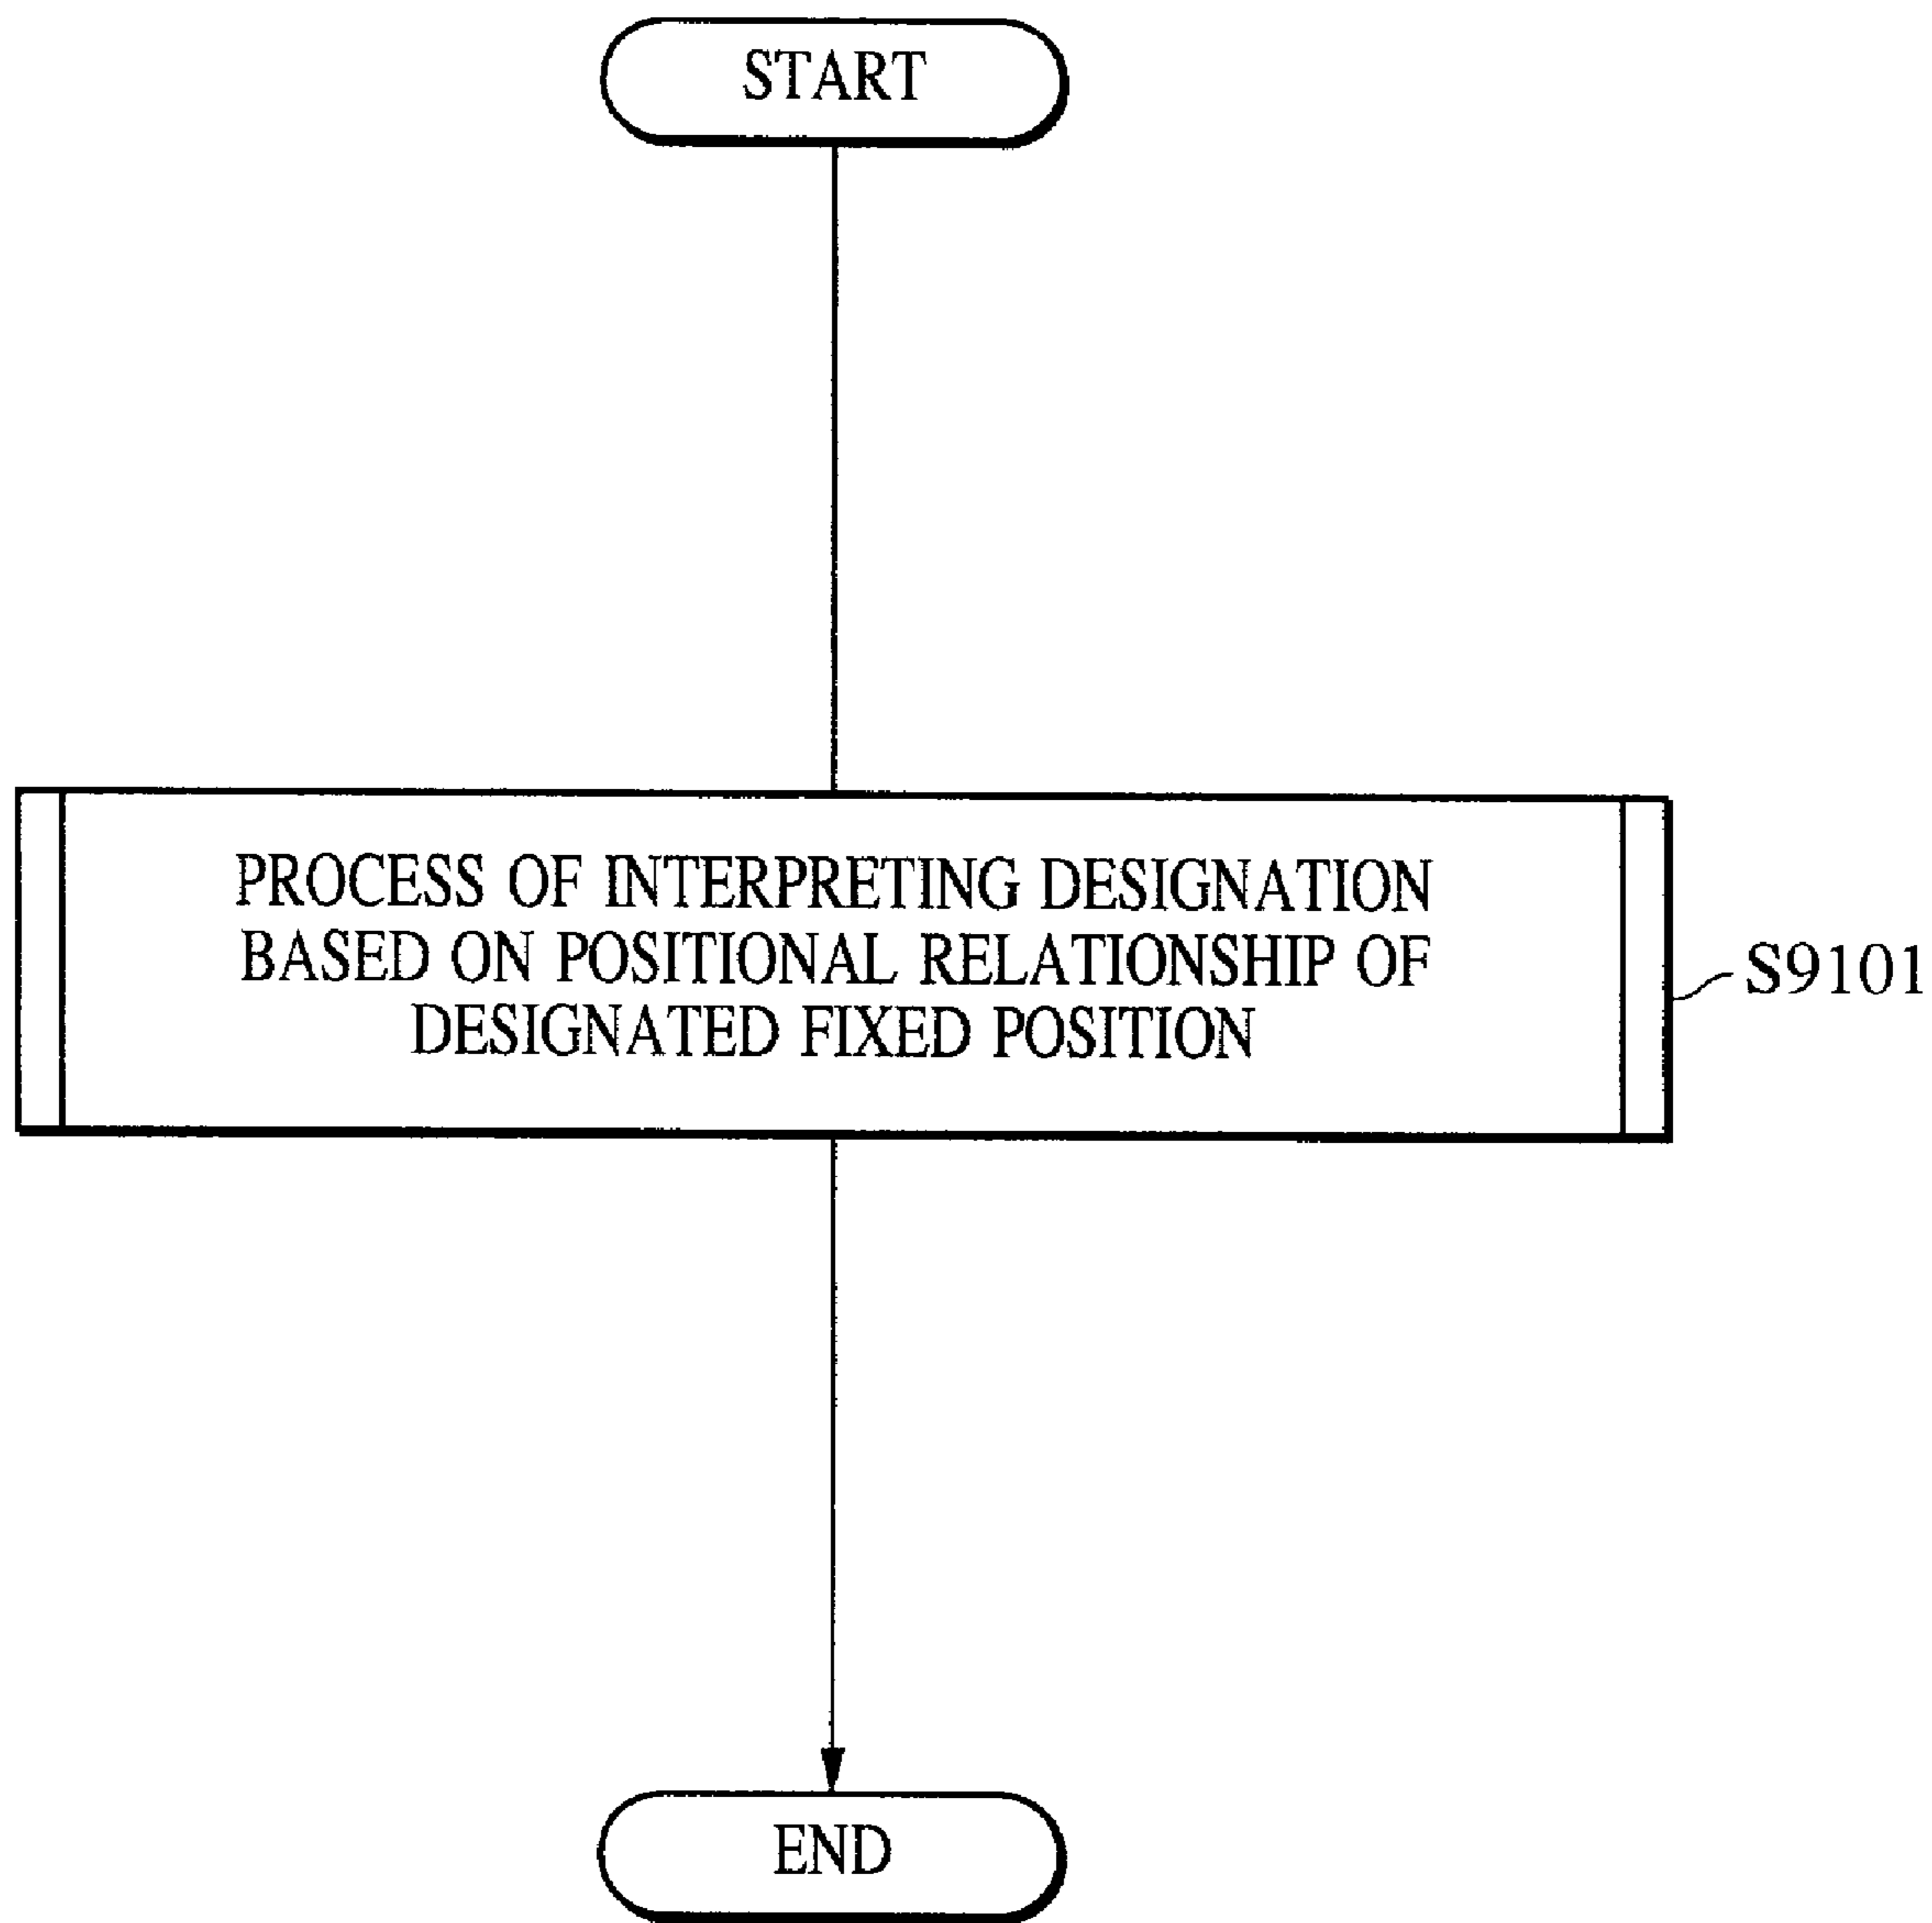 START
PROCESS OF INTERPRETING DESIGNATION
BASED ON POSITIONAL RELATIONSHIP OF
DESIGNATED FIXED POSITION
S9101
END